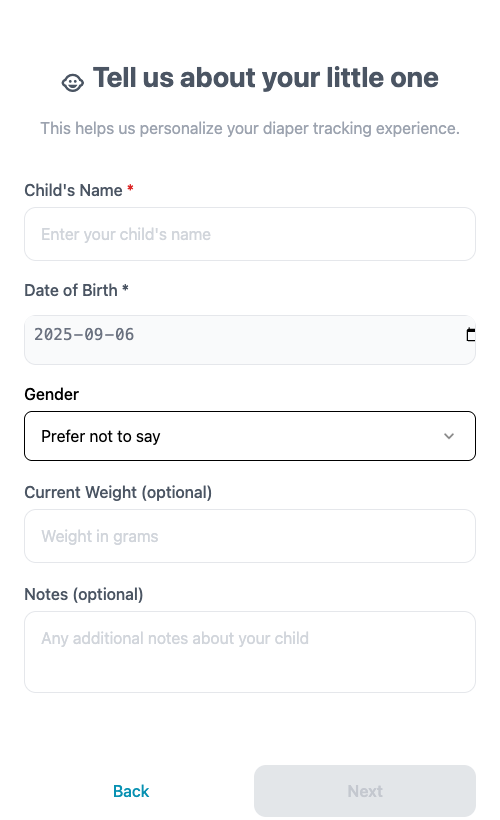 Tell us about your little one
This helps us personalize your diaper tracking experience.
Child's Name *
Enter your child's name
Date of Birth *
2025-09-06
Gender
Prefer not to say
Current Weight (optional)
Weight in grams
Notes (optional)
Any additional notes about your child
Back
Next